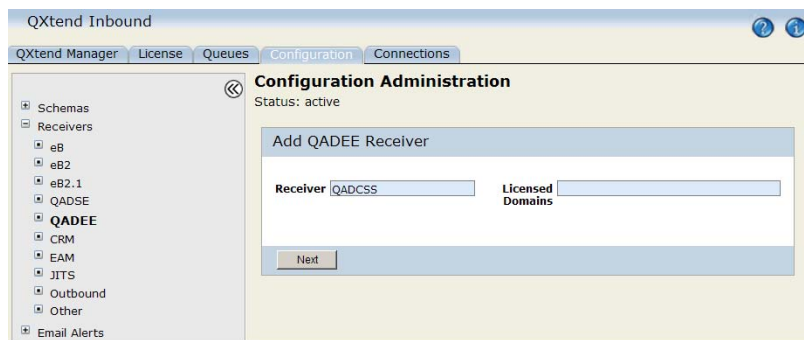 QXtend Inbound
QXtend Manager License Queues Configuration Connections
Configuration Administration
Status: active
Schemas
Receivers
eB
eB2
eB2.1
QADSE
QADEE
CRM
EAM
JITS
Outbound
Other
Email Alerts
Add QADEE Receiver
Receiver QADCSS
Licensed
Domains
Next